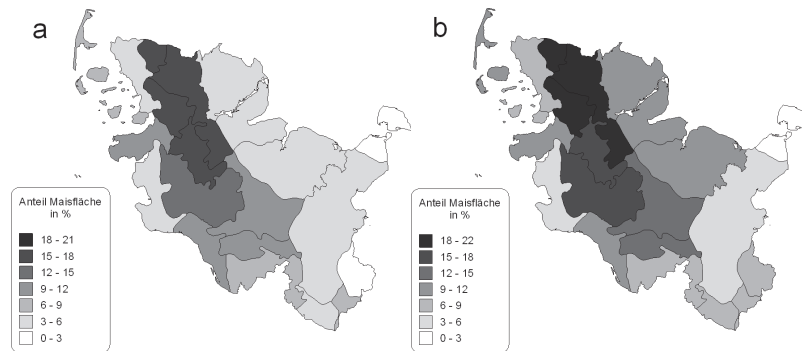 a
Anteil Maisfläche
in %
18 - 21
15 - 18
12 - 15
9 - 12
6 - 9
3 - 6
0 - 3
b
Anteil Maisfläche
in %
18 - 22
15 - 18
12 - 15
9 - 12
6 - 9
3 - 6
0 - 3